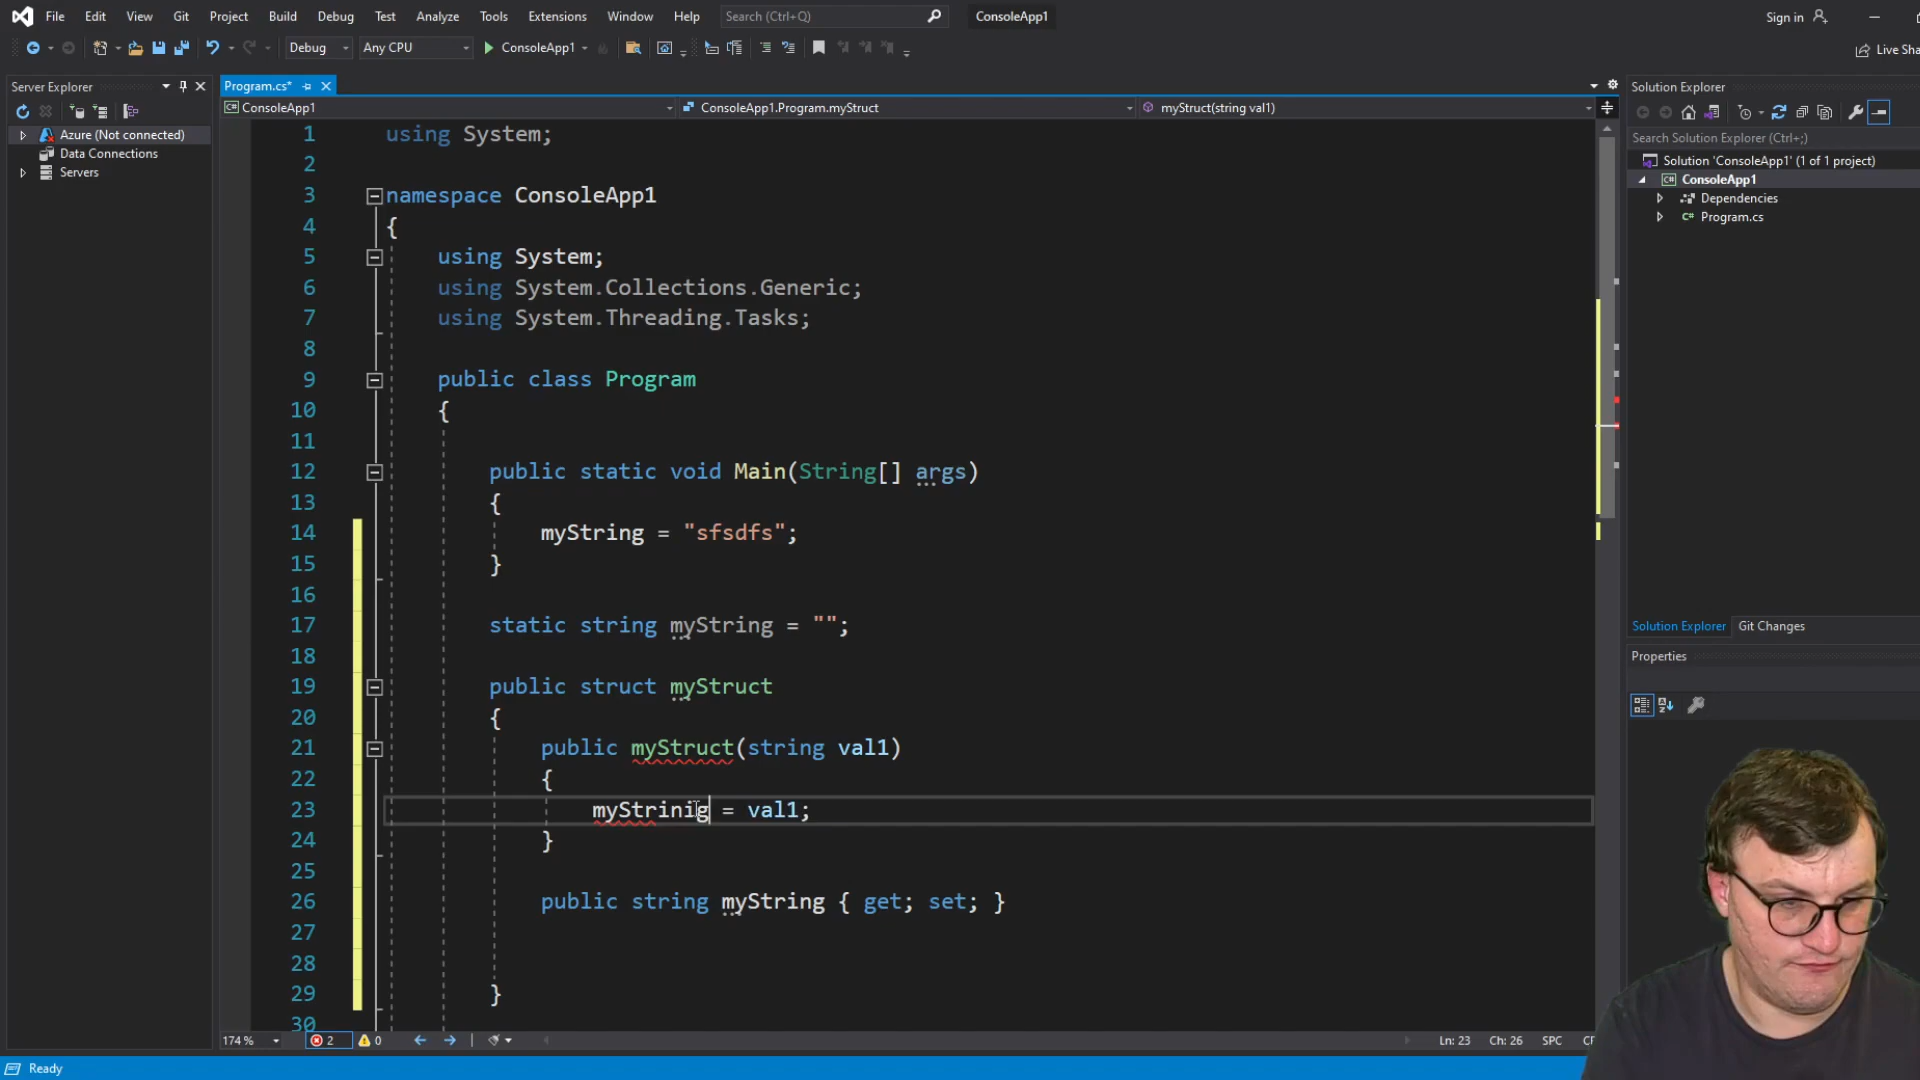 File Edit View Git Project Build Debug Test Analyze Tools Extensions Window Help Search (Ctrl+Q) ConsoleApp1 Sign in
Debug Any CPU ConsoleApp1 Live Sha
Server Explorer
Azure (Not connected)
Data Connections
Servers
Program.cs*
ConsoleApp1 ConsoleApp1.Program.myStruct myStruct(string val1)
1 using System;
2
3 namespace ConsoleApp1
4 {
5 using System;
6 using System.Collections.Generic;
7 using System.Threading.Tasks;
8
9 public class Program
10 {
11
12 public static void Main(String[] args)
13 {
14 myString = "sfsdfs";
15 }
16
17 static string myString = "";
18
19 public struct myStruct
20 {
21 public myStruct(string val1)
22 {
23 myStrinig = val1;
24 }
25
26 public string myString { get; set; }
27
28
29 }
30
174 % 2 0 Ln: 23 Ch: 26 SPC
Ready
Solution Explorer
Search Solution Explorer (Ctrl+;)
Solution 'ConsoleApp1' (1 of 1 project)
ConsoleApp1
Dependencies
Program.cs
Solution Explorer Git Changes
Properties